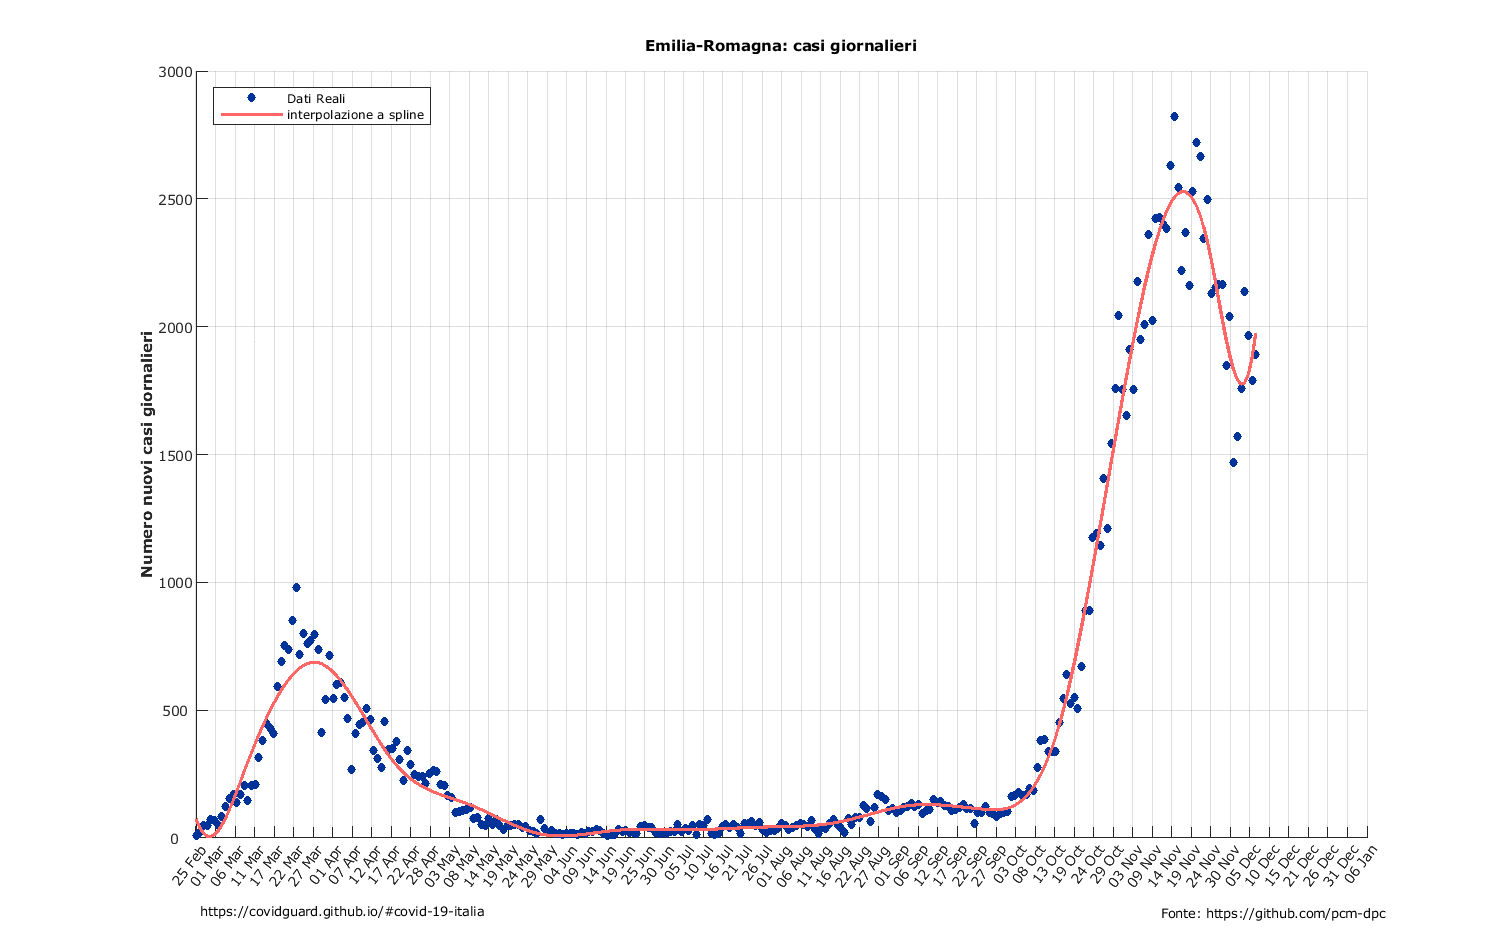 Emilia-Romagna: casi giornalieri
Dati Reali
interpolazione a spline
Numero nuovi casi giornalieri
3000
2500
2000
1500
1000
500
0
25 Feb
01 Mar
06 Mar
11 Mar
17 Mar
22 Mar
27 Mar
01 Apr
07 Apr
12 Apr
17 Apr
22 Apr
28 Apr
03 May
08 May
14 May
19 May
24 May
29 May
04 Jun
09 Jun
14 Jun
19 Jun
25 Jun
30 Jun
05 Jul
10 Jul
16 Jul
21 Jul
26 Jul
01 Aug
06 Aug
11 Aug
16 Aug
22 Aug
27 Aug
01 Sep
06 Sep
12 Sep
17 Sep
22 Sep
27 Sep
03 Oct
08 Oct
13 Oct
19 Oct
24 Oct
29 Oct
03 Nov
09 Nov
14 Nov
19 Nov
24 Nov
30 Nov
05 Dec
10 Dec
15 Dec
21 Dec
26 Dec
31 Dec
06 Jan
https://covidguard.github.io/#covid-19-italia
Fonte: https://github.com/pcm-dpc